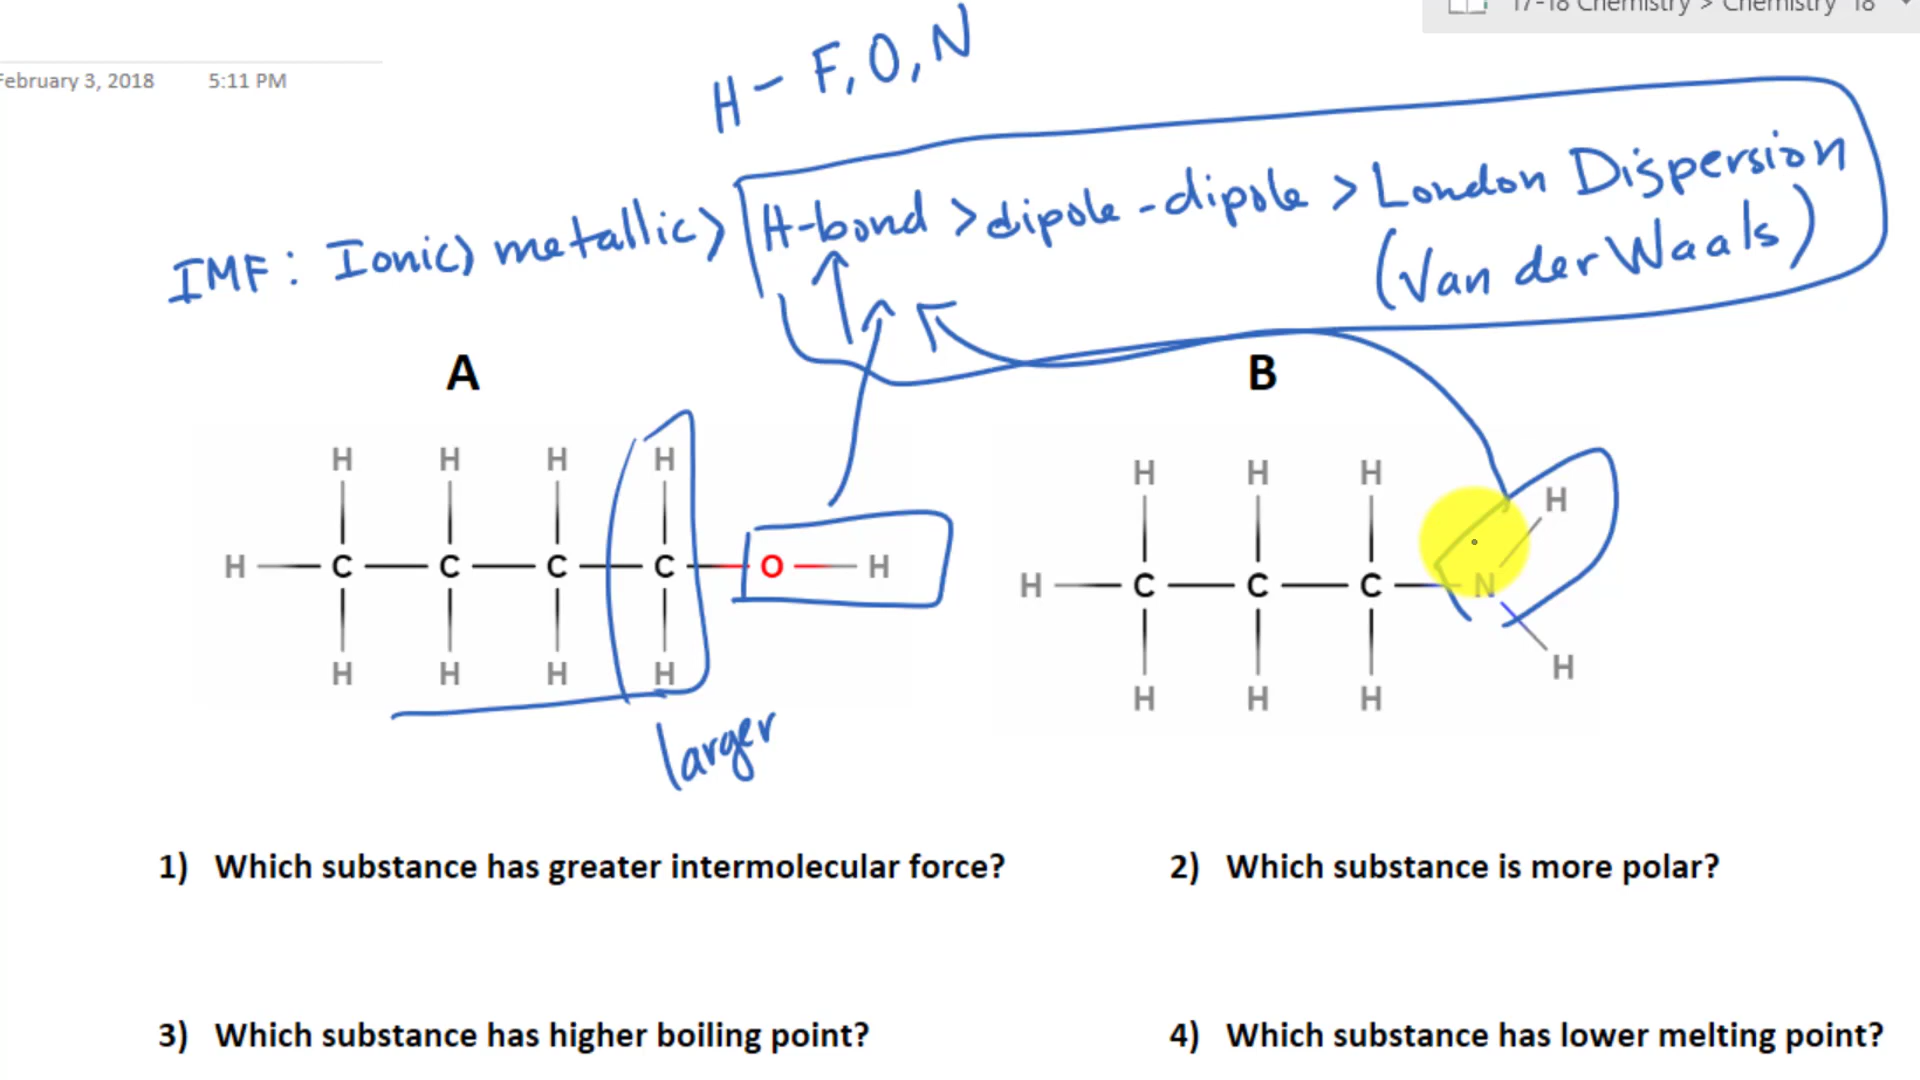 17-18 Chemistry > Chemistry '18
February 3, 2018 5:11 PM
H - F, O, N
IMF: Ionic > metallic > H-bond > dipole-dipole > London Dispersion
(Van der Waals)
A B
H H H H
H C C C C O H
H H H H
H H H H
H C C C N
H H H H
larger
1) Which substance has greater intermolecular force?
2) Which substance is more polar?
3) Which substance has higher boiling point?
4) Which substance has lower melting point?